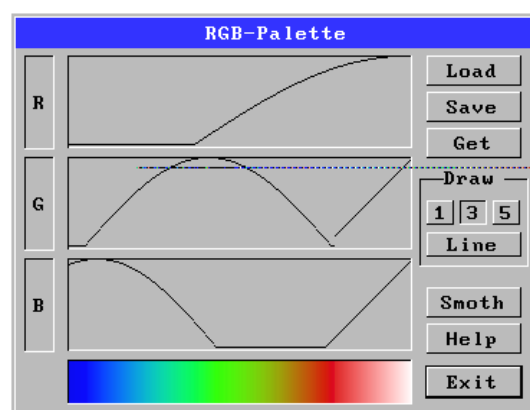 RGB-Palette
R
Load
Save
Get
G
Draw
1 3 5
Line
B
Smoth
Help
Exit